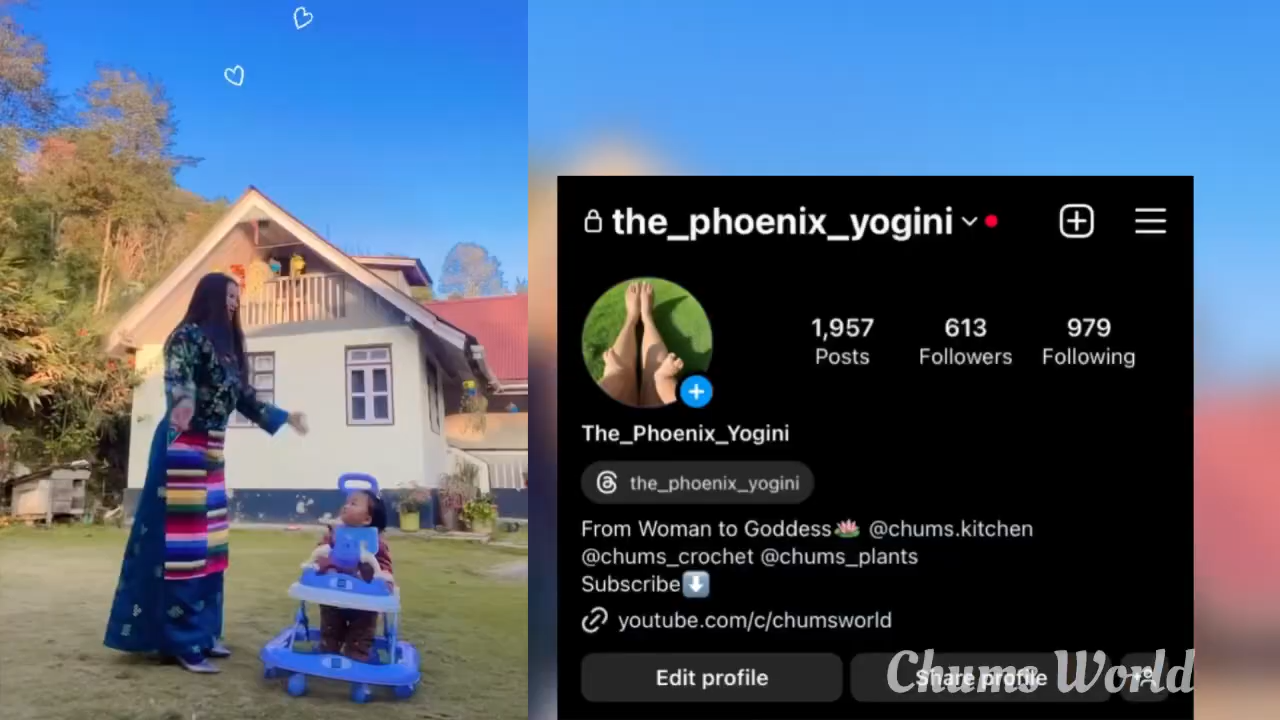 the_phoenix_yogini
1,957 613 979
Posts Followers Following
The_Phoenix_Yogini
the_phoenix_yogini
From Woman to Goddess🪷 @chums.kitchen
@chums_crochet @chums_plants
Subscribe⬇️
youtube.com/c/chumsworld
Edit profile Share profile
Chums World